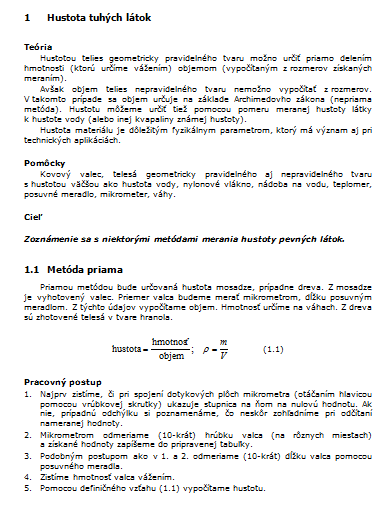 1 Hustota tuhých látok
Teória
Hustotou telies geometricky pravidelného tvaru možno určiť priamo delením
hmotnosti (ktorú určíme vážením) objemom (vypočítaným z rozmerov získaných
meraním).
Avšak objem telies nepravidelného tvaru nemožno vypočítať z rozmerov.
V takomto prípade sa objem určuje na základe Archimedovho zákona (nepriama
metóda). Hustotu môžeme určiť tiež pomocou pomeru meranej hustoty látky
k hustote vody (alebo inej kvapaliny známej hustoty).
Hustota materiálu je dôležitým fyzikálnym parametrom, ktorý má význam aj pri
technických aplikáciách.
Pomôcky
Kovový valec, telesá geometricky pravidelného aj nepravidelného tvaru
s hustotou väčšou ako hustota vody, nylonové vlákno, nádoba na vodu, teplomer,
posuvné meradlo, mikrometer, váhy.
Cieľ
Zoznámenie sa s niektorými metódami merania hustoty pevných látok.
1.1 Metóda priama
Priamou metódou bude určovaná hustota mosadze, prípadne dreva. Z mosadze
je vyhotovený valec. Priemer valca budeme merať mikrometrom, dĺžku posuvným
meradlom. Z týchto údajov vypočítame objem. Hmotnosť určíme na váhach. Z dreva
sú zhotovené telesá v tvare hranola.
hustota = hmotnosť / objem ; ρ = m / V (1.1)
Pracovný postup
1. Najprv zistíme, či pri spojení dotykových plôch mikrometra (otáčaním hlavicou
pomocou vrúbkovej skrutky) ukazuje stupnica na ňom na nulovú hodnotu. Ak
nie, prípadnú odchýlku si poznamenáme, čo neskôr zohľadníme pri odčítaní
nameranej hodnoty.
2. Mikrometrom odmeriame (10-krát) hrúbku valca (na rôznych miestach)
a získané hodnoty zapíšeme do pripravenej tabuľky.
3. Podobným postupom ako v 1. a 2. odmeriame (10-krát) dĺžku valca pomocou
posuvného meradla.
4. Zistíme hmotnosť valca vážením.
5. Pomocou definičného vzťahu (1.1) vypočítame hustotu.